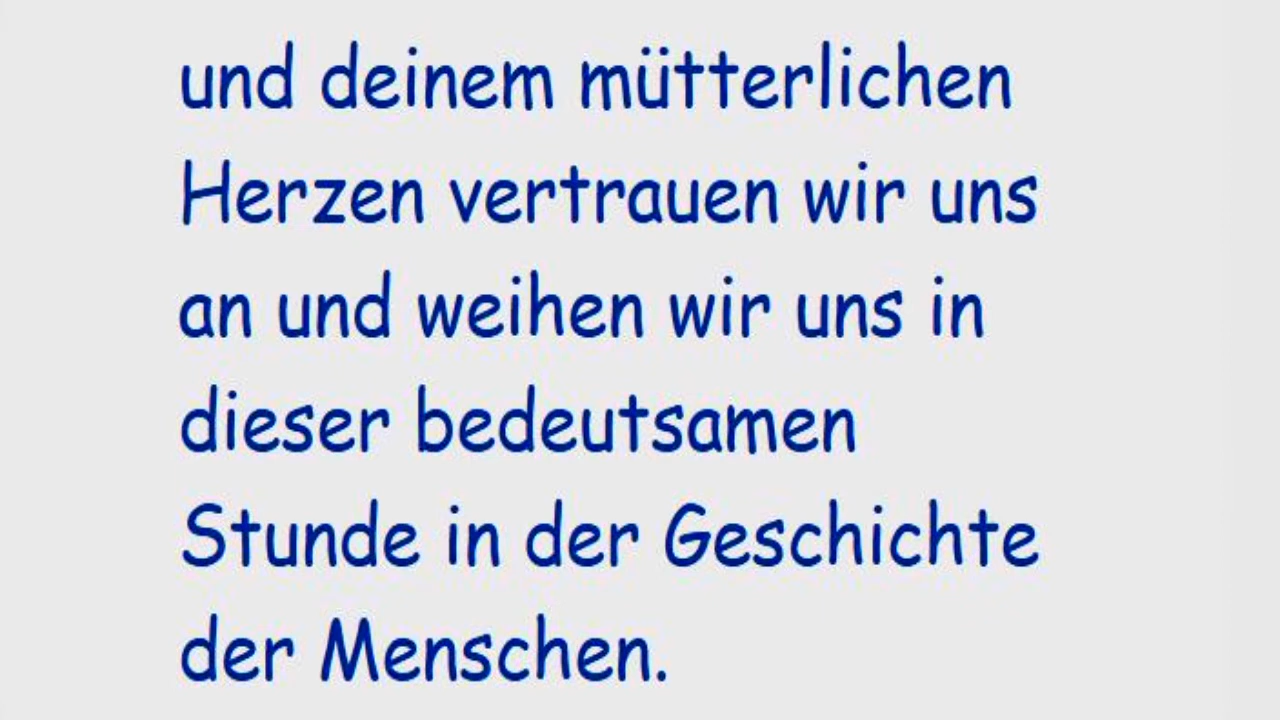 und deinem mütterlichen
Herzen vertrauen wir uns
an und weihen wir uns in
dieser bedeutsamen
Stunde in der Geschichte
der Menschen.